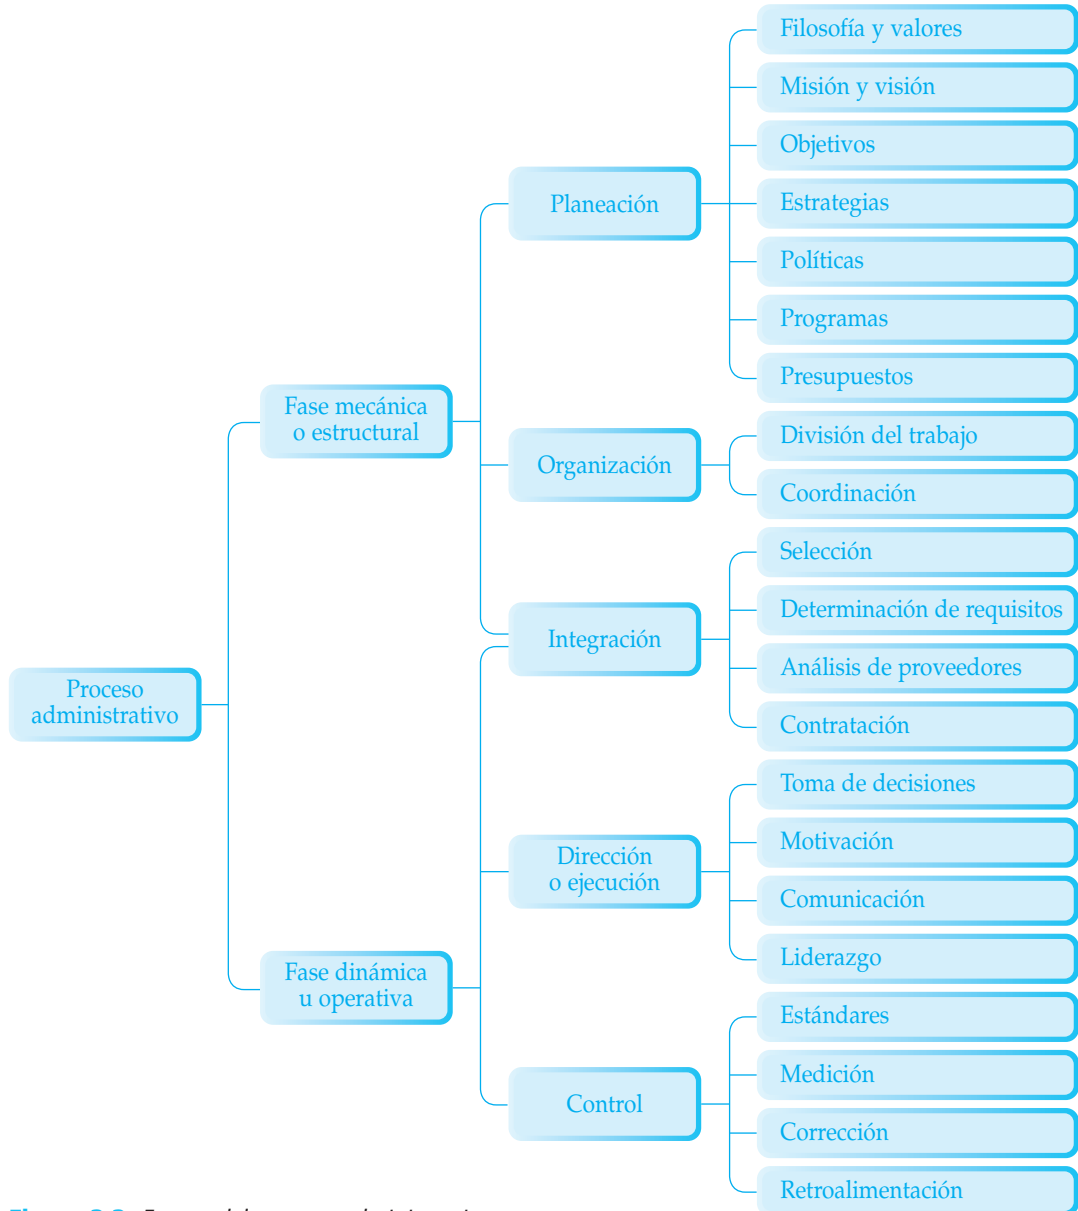 Filosofía y valores
Misión y visión
Objetivos
Planeación
Estrategias
Políticas
Programas
Presupuestos
Fase mecánica
o estructural
División del trabajo
Organización
Coordinación
Selección
Determinación de requisitos
Integración
Análisis de proveedores
Proceso
administrativo
Contratación
Toma de decisiones
Motivación
Dirección
o ejecución
Comunicación
Liderazgo
Fase dinámica
u operativa
Estándares
Medición
Control
Corrección
Retroalimentación